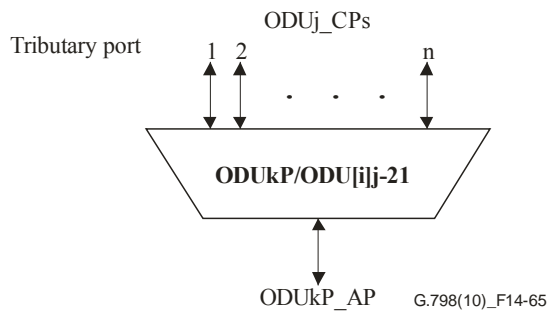 ODUj_CPs
Tributary port
1 2 . . . n
ODUkP/ODU[i]j-21
ODUkP_AP
G.798(10)_F14-65